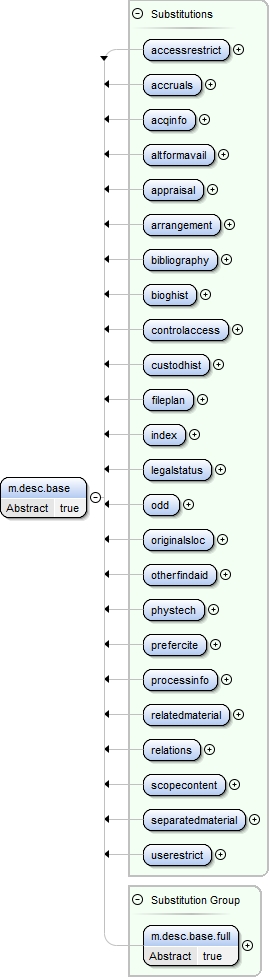 Substitutions
accessrestrict
accruals
acqinfo
altformavail
appraisal
arrangement
bibliography
bioghist
controlaccess
custodhist
fileplan
index
legalstatus
m.desc.base
Abstract true
odd
originalsloc
otherfindaid
phystech
prefercite
processinfo
relatedmaterial
relations
scopecontent
separatedmaterial
userestrict
Substitution Group
m.desc.base.full
Abstract true